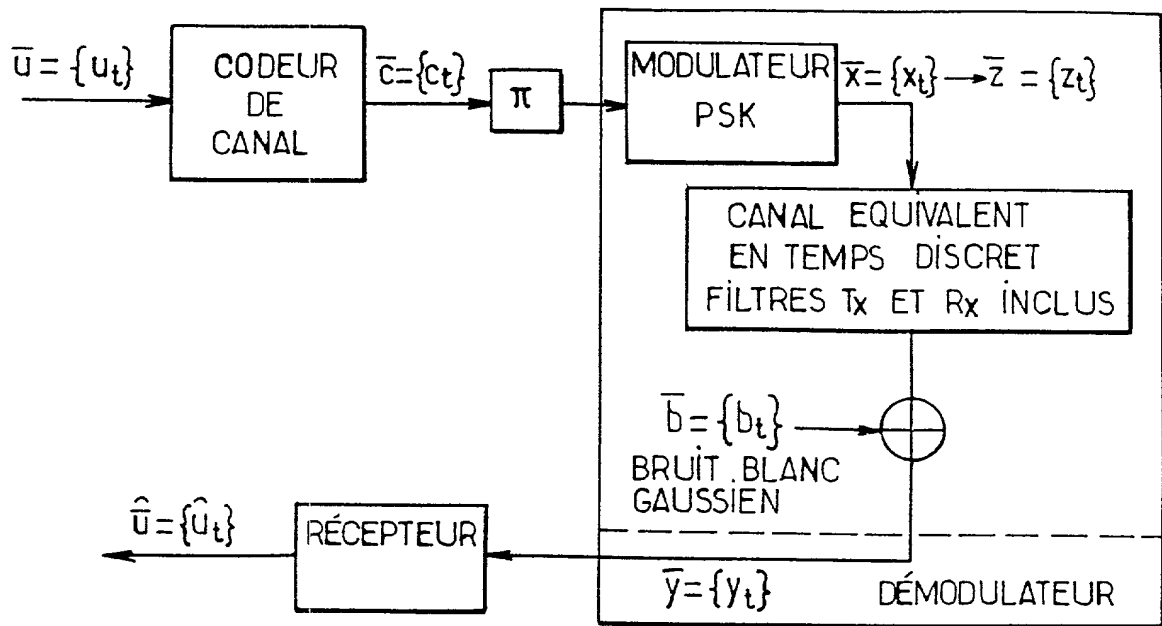 u̅ = {u_t}
CODEUR
DE
CANAL
c̅={c_t}
π
MODULATEUR
PSK
x̅={x_t} → z̅ = {z_t}
CANAL EQUIVALENT
EN TEMPS DISCRET
FILTRES Tx ET Rx INCLUS
b̅={b_t}
BRUIT.BLANC
GAUSSIEN
û̅={û_t}
RÉCEPTEUR
y̅={y_t}
DÉMODULATEUR